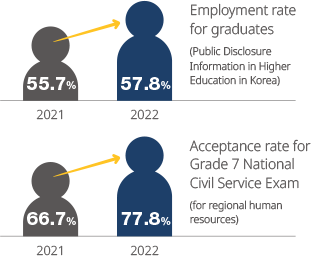 Employment rate
for graduates
(Public Disclosure
Information in Higher
Education in Korea)
55.7%
57.8%
2021
2022
Acceptance rate for
Grade 7 National
Civil Service Exam
(for regional human
resources)
66.7%
77.8%
2021
2022